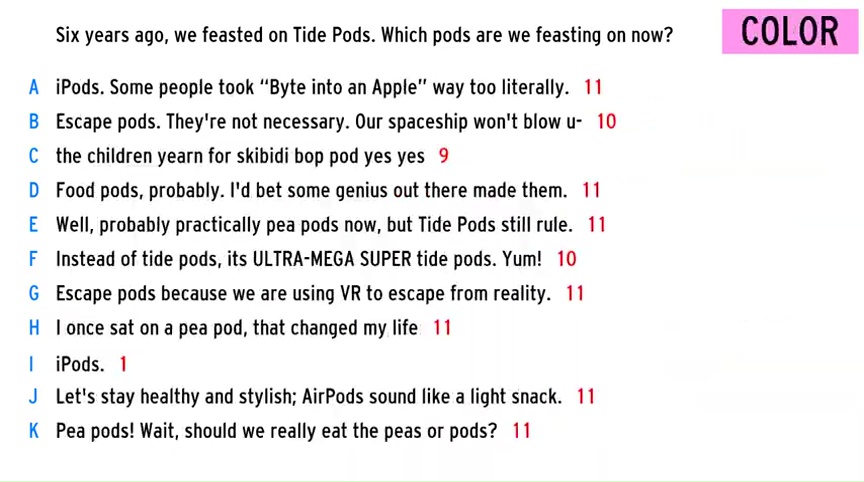 Six years ago, we feasted on Tide Pods. Which pods are we feasting on now?
COLOR
A iPods. Some people took “Byte into an Apple” way too literally. 11
B Escape pods. They're not necessary. Our spaceship won't blow u- 10
C the children yearn for skibidi bop pod yes yes 9
D Food pods, probably. I'd bet some genius out there made them. 11
E Well, probably practically pea pods now, but Tide Pods still rule. 11
F Instead of tide pods, its ULTRA-MEGA SUPER tide pods. Yum! 10
G Escape pods because we are using VR to escape from reality. 11
H I once sat on a pea pod, that changed my life 11
I iPods. 1
J Let's stay healthy and stylish; AirPods sound like a light snack. 11
K Pea pods! Wait, should we really eat the peas or pods? 11